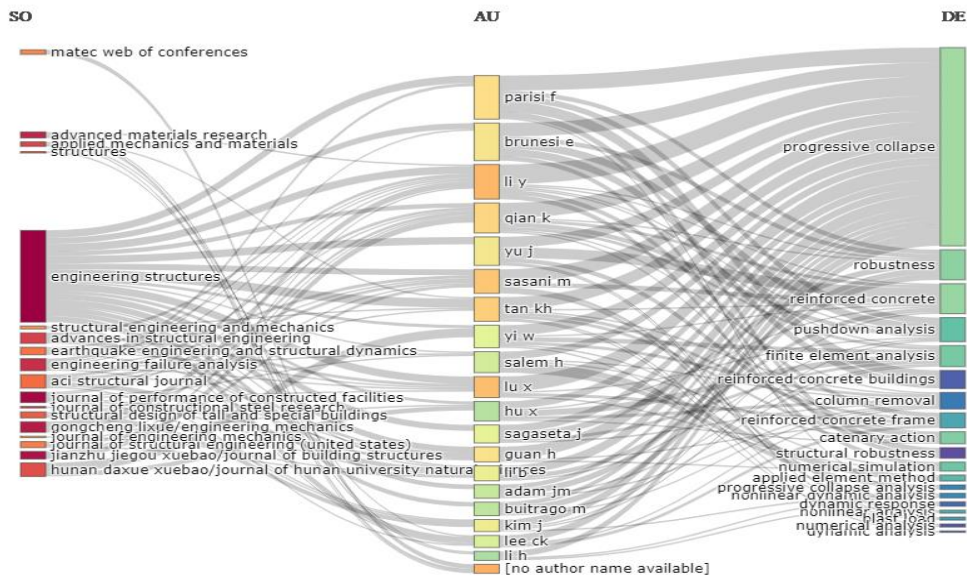 SO
AU
DE
matec web of conferences
advanced materials research
applied mechanics and materials
structures
engineering structures
structural engineering and mechanics
advances in structural engineering
earthquake engineering and structural dynamics
engineering failure analysis
aci structural journal
journal of performance of constructed facilities
journal of constructional steel research
structural design of tall and special buildings
gongcheng lixue/engineering mechanics
journal of engineering mechanics
journal of structural engineering (united states)
jianzhu jiegou xuebao/journal of building structures
hunan daxue xuebao/journal of hunan university natural
parisi f
brunesi e
li y
qian k
yu j
sasani m
tan kh
yi w
salem h
lu x
hu x
sagaseta j
guan h
li b
adam jm
buitrago m
kim j
lee ck
li h
[no author name available]
progressive collapse
robustness
reinforced concrete
pushdown analysis
finite element analysis
reinforced concrete buildings
column removal
reinforced concrete frame
catenary action
structural robustness
numerical simulation
applied element method
progressive collapse analysis
nonlinear dynamic analysis
dynamic response
nonlinear analysis
blast load
numerical analysis
dynamic analysis